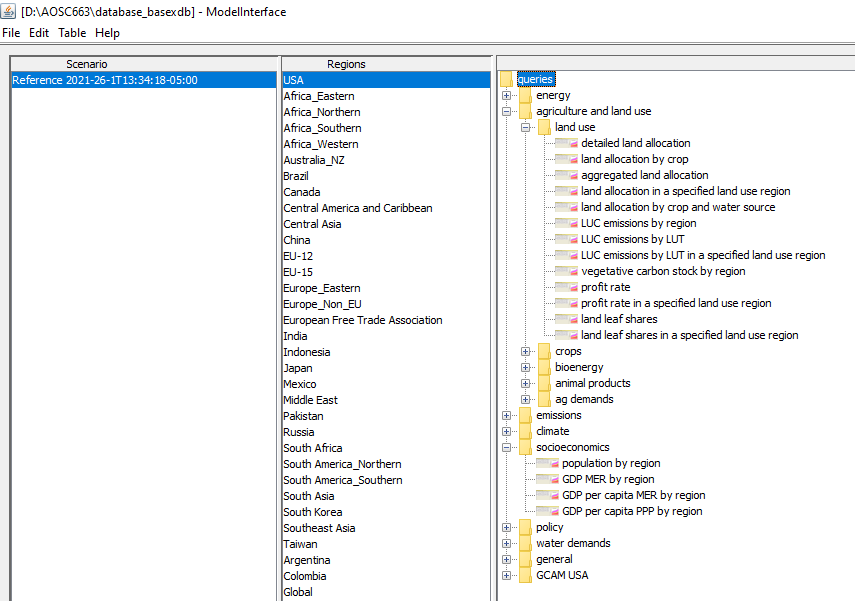 [D:\AOSC663\database_basexdb] - ModelInterface
File Edit Table Help
Scenario
Reference 2021-26-1T13:34:18-05:00
Regions
USA
Africa_Eastern
Africa_Northern
Africa_Southern
Africa_Western
Australia_NZ
Brazil
Canada
Central America and Caribbean
Central Asia
China
EU-12
EU-15
Europe_Eastern
Europe_Non_EU
European Free Trade Association
India
Indonesia
Japan
Mexico
Middle East
Pakistan
Russia
South Africa
South America_Northern
South America_Southern
South Asia
South Korea
Southeast Asia
Taiwan
Argentina
Colombia
Global
queries
energy
agriculture and land use
land use
detailed land allocation
land allocation by crop
aggregated land allocation
land allocation in a specified land use region
land allocation by crop and water source
LUC emissions by region
LUC emissions by LUT
LUC emissions by LUT in a specified land use region
vegetative carbon stock by region
profit rate
profit rate in a specified land use region
land leaf shares
land leaf shares in a specified land use region
crops
bioenergy
animal products
ag demands
emissions
climate
socioeconomics
population by region
GDP MER by region
GDP per capita MER by region
GDP per capita PPP by region
policy
water demands
general
GCAM USA